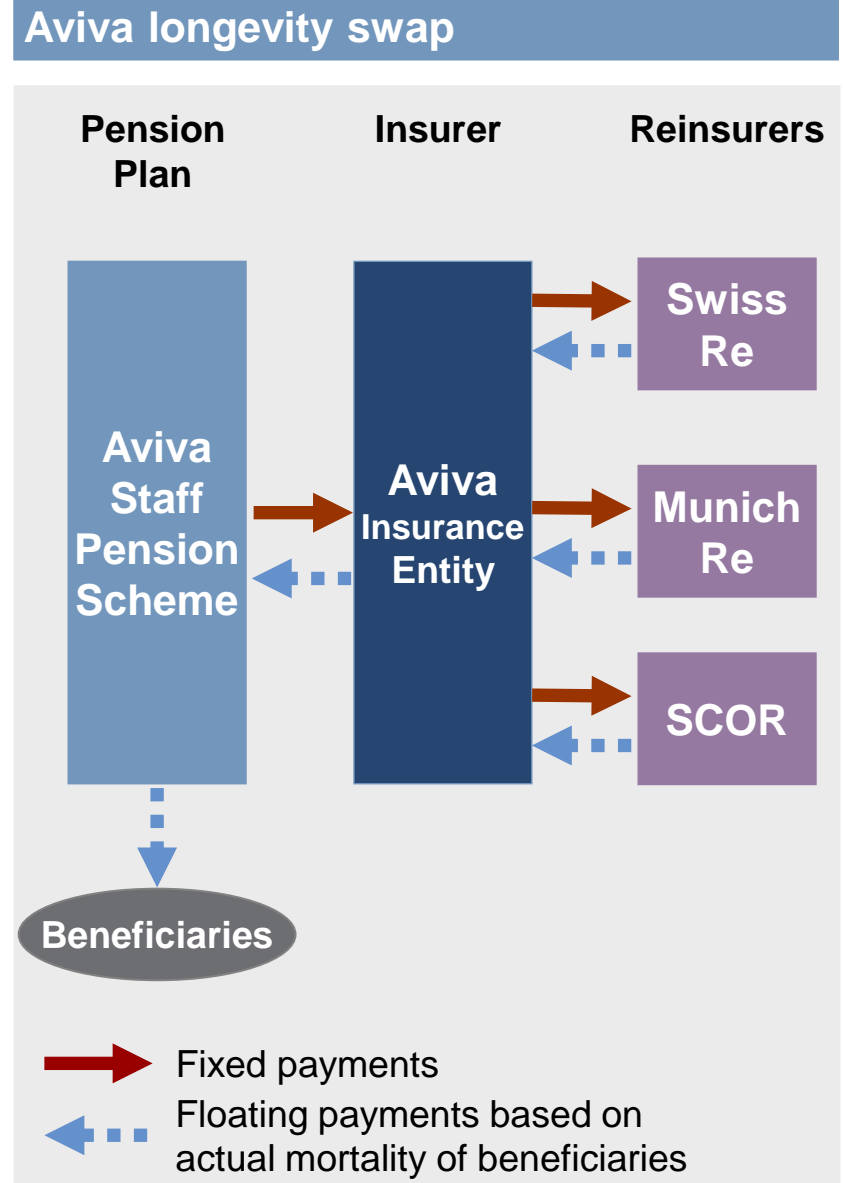 Aviva longevity swap
Pension
Plan
Insurer
Reinsurers
Aviva
Staff
Pension
Scheme
Aviva
Insurance
Entity
Swiss
Re
Munich
Re
SCOR
Beneficiaries
Fixed payments
Floating payments based on
actual mortality of beneficiaries